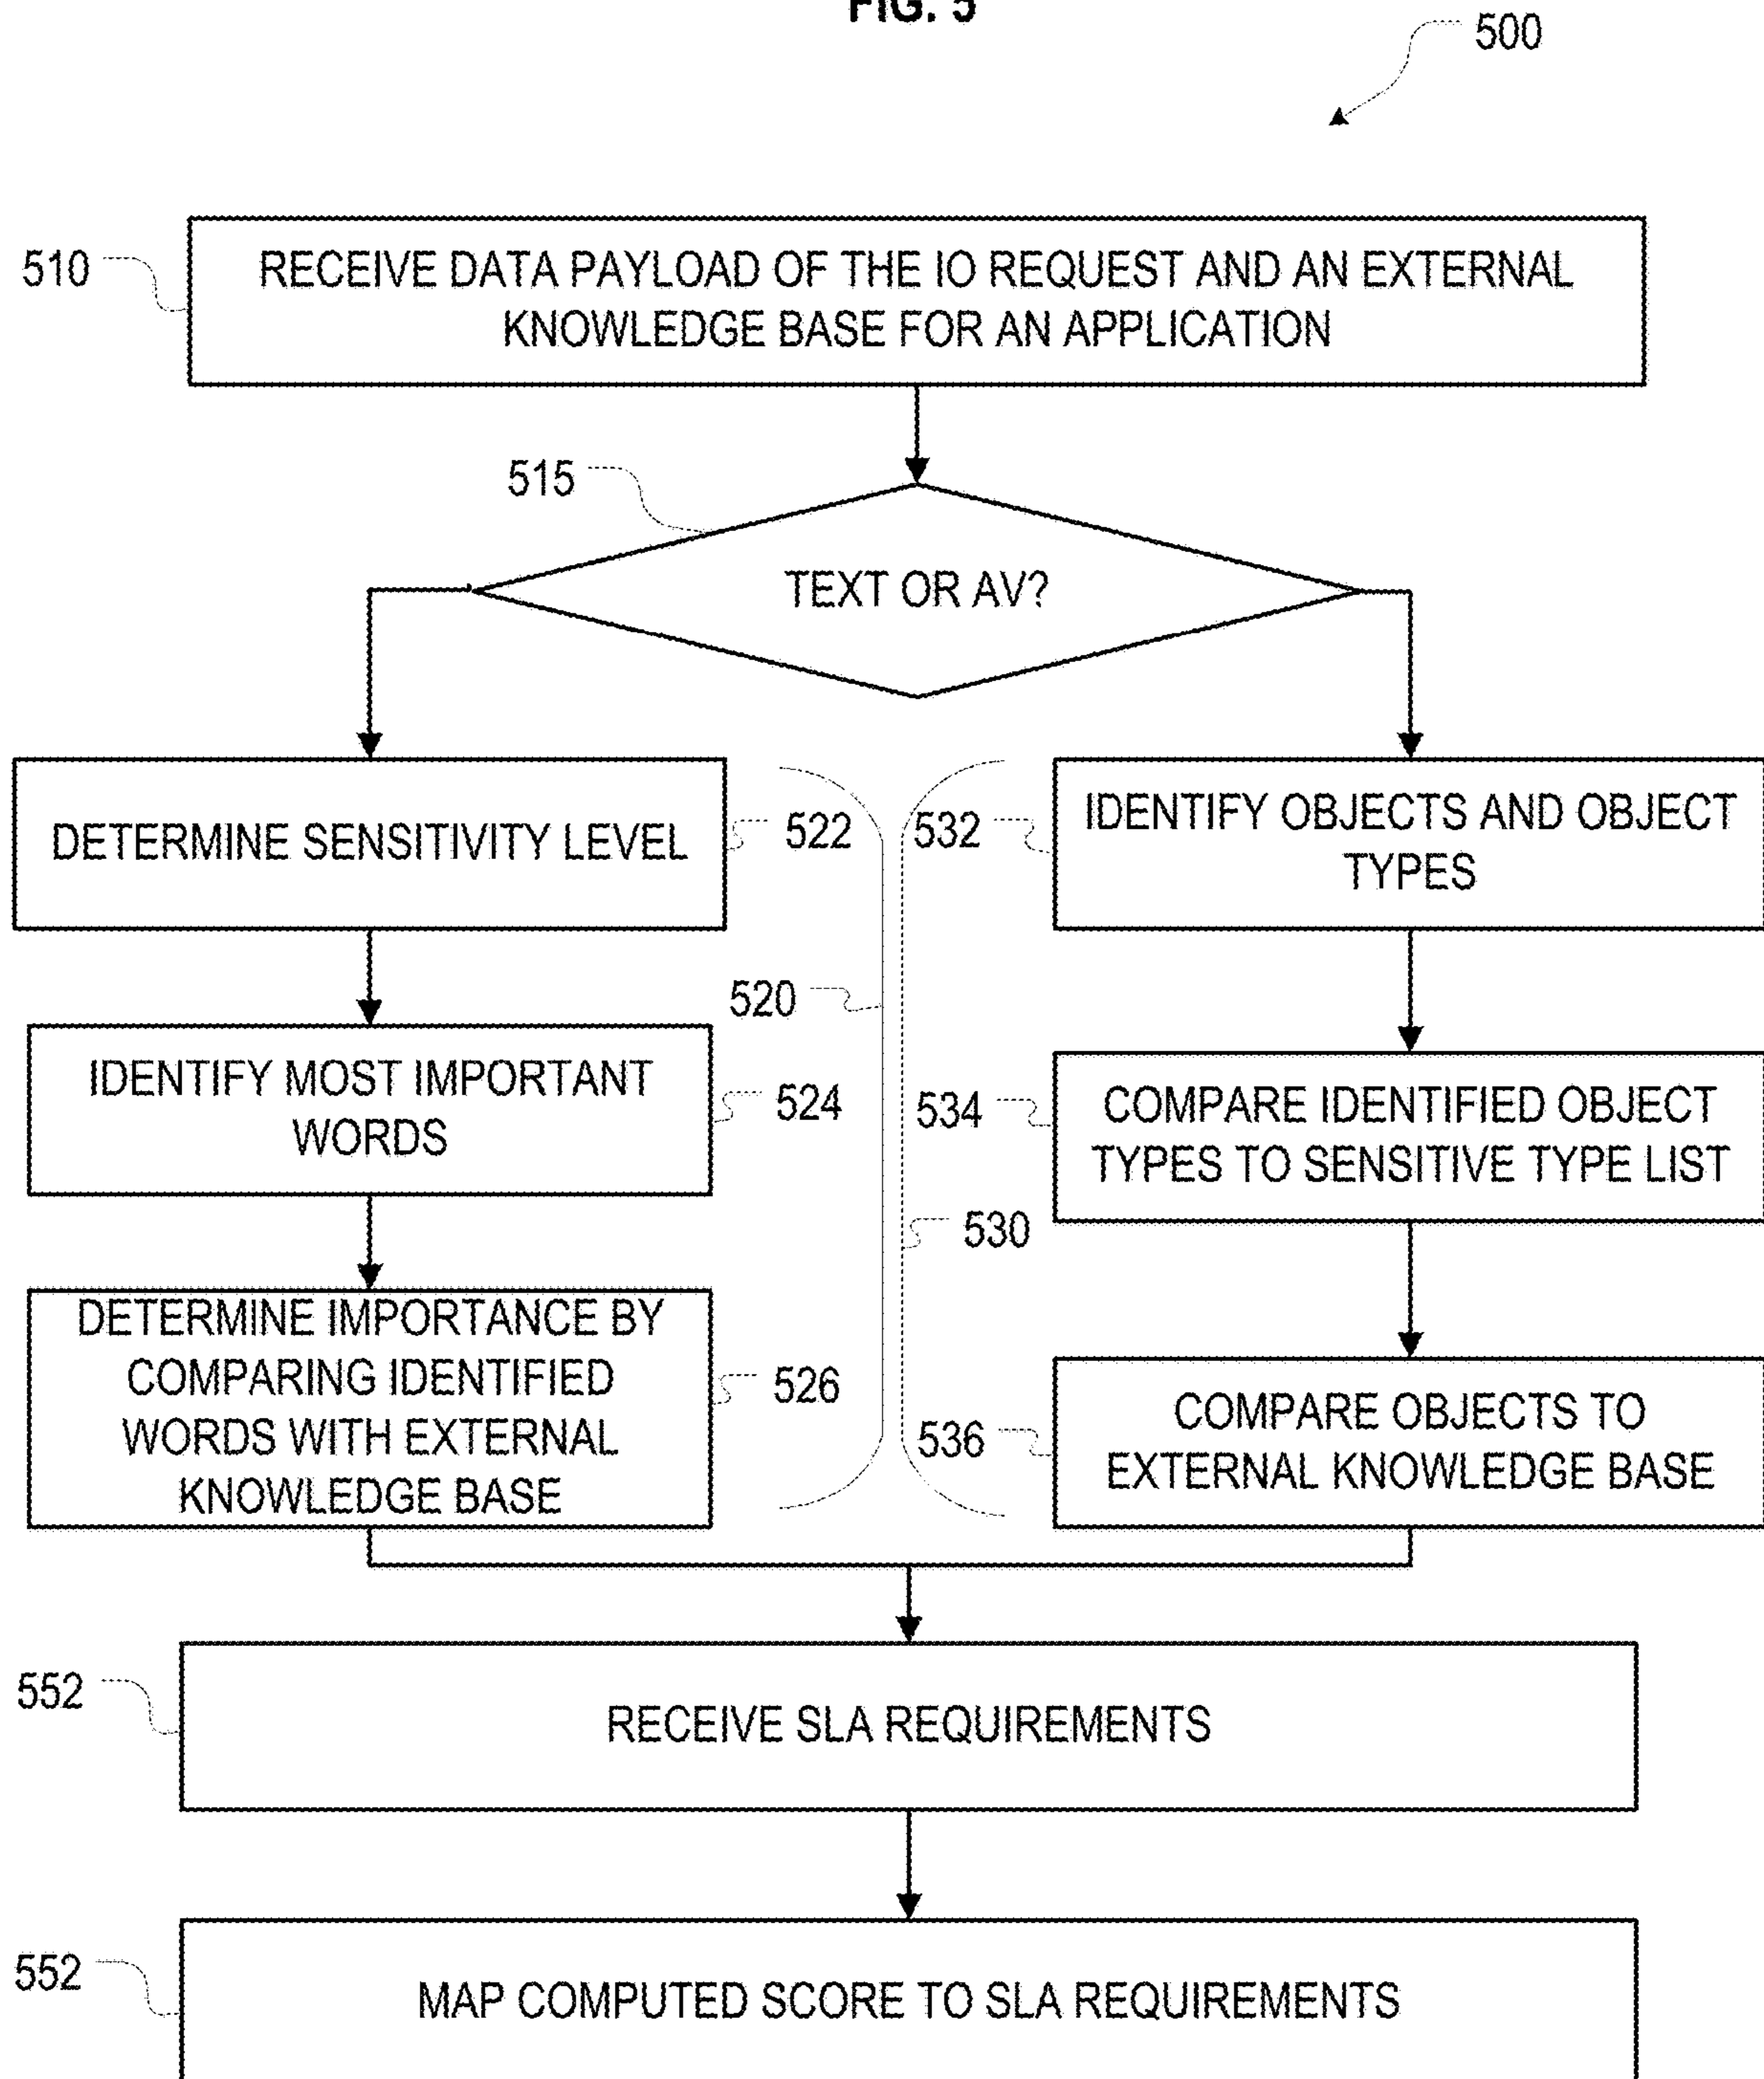 FIG. 5
500
510
RECEIVE DATA PAYLOAD OF THE IO REQUEST AND AN EXTERNAL
KNOWLEDGE BASE FOR AN APPLICATION
515
TEXT OR AV?
DETERMINE SENSITIVITY LEVEL
522
532
IDENTIFY OBJECTS AND OBJECT
TYPES
520
IDENTIFY MOST IMPORTANT
WORDS
524
534
COMPARE IDENTIFIED OBJECT
TYPES TO SENSITIVE TYPE LIST
530
DETERMINE IMPORTANCE BY
COMPARING IDENTIFIED
WORDS WITH EXTERNAL
KNOWLEDGE BASE
526
536
COMPARE OBJECTS TO
EXTERNAL KNOWLEDGE BASE
552
RECEIVE SLA REQUIREMENTS
552
MAP COMPUTED SCORE TO SLA REQUIREMENTS